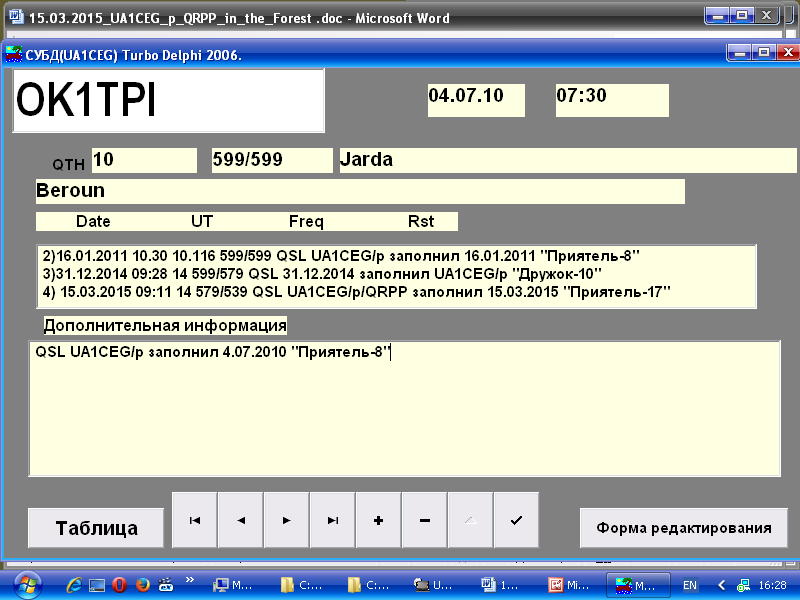 15.03.2015_UA1CEG_p_QRPP_in_the_Forest .doc - Microsoft Word
СУБД(UA1CEG) Turbo Delphi 2006.
OK1TPI
04.07.10 07:30
QTH 10 599/599 Jarda
Beroun
Date UT Freq Rst
2)16.01.2011 10.30 10.116 599/599 QSL UA1CEG/p заполнил 16.01.2011 "Приятель-8"
3)31.12.2014 09:28 14 599/579 QSL 31.12.2014 заполнил UA1CEG/p "Дружок-10"
4) 15.03.2015 09:11 14 579/539 QSL UA1CEG/p/QRPP заполнил 15.03.2015 "Приятель-17"
Дополнительная информация
QSL UA1CEG/p заполнил 4.07.2010 "Приятель-8"
Таблица Форма редактирования
» М... C:... C:... U... 1... Mi... М... EN 16:28